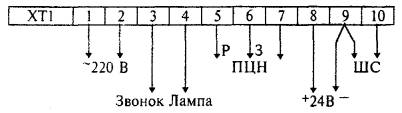 XT1 1 2 3 4 5 6 7 8 9 10
~220 В Р З
ПЦН ШС
Звонок Лампа +24В −